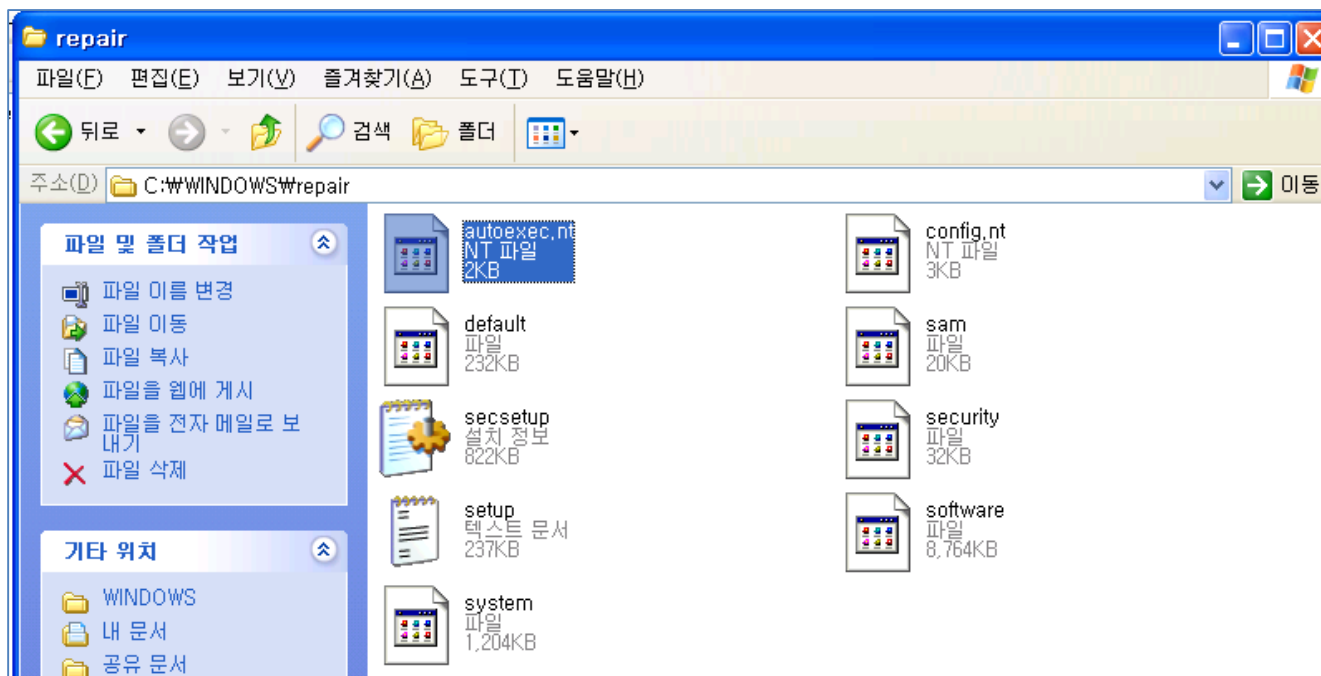 repair
파일(F) 편집(E) 보기(V) 즐겨찾기(A) 도구(T) 도움말(H)
뒤로 검색 폴더
주소(D) C:₩WINDOWS₩repair 이동
파일 및 폴더 작업
파일 이름 변경
파일 이동
파일 복사
파일을 웹에 게시
파일을 전자 메일로 보
내기
파일 삭제
기타 위치
WINDOWS
내 문서
공유 문서
autoexec.nt
NT 파일
2KB
config.nt
NT 파일
3KB
default
파일
232KB
sam
파일
20KB
secsetup
설치 정보
822KB
security
파일
32KB
setup
텍스트 문서
237KB
software
파일
8,764KB
system
파일
1,204KB